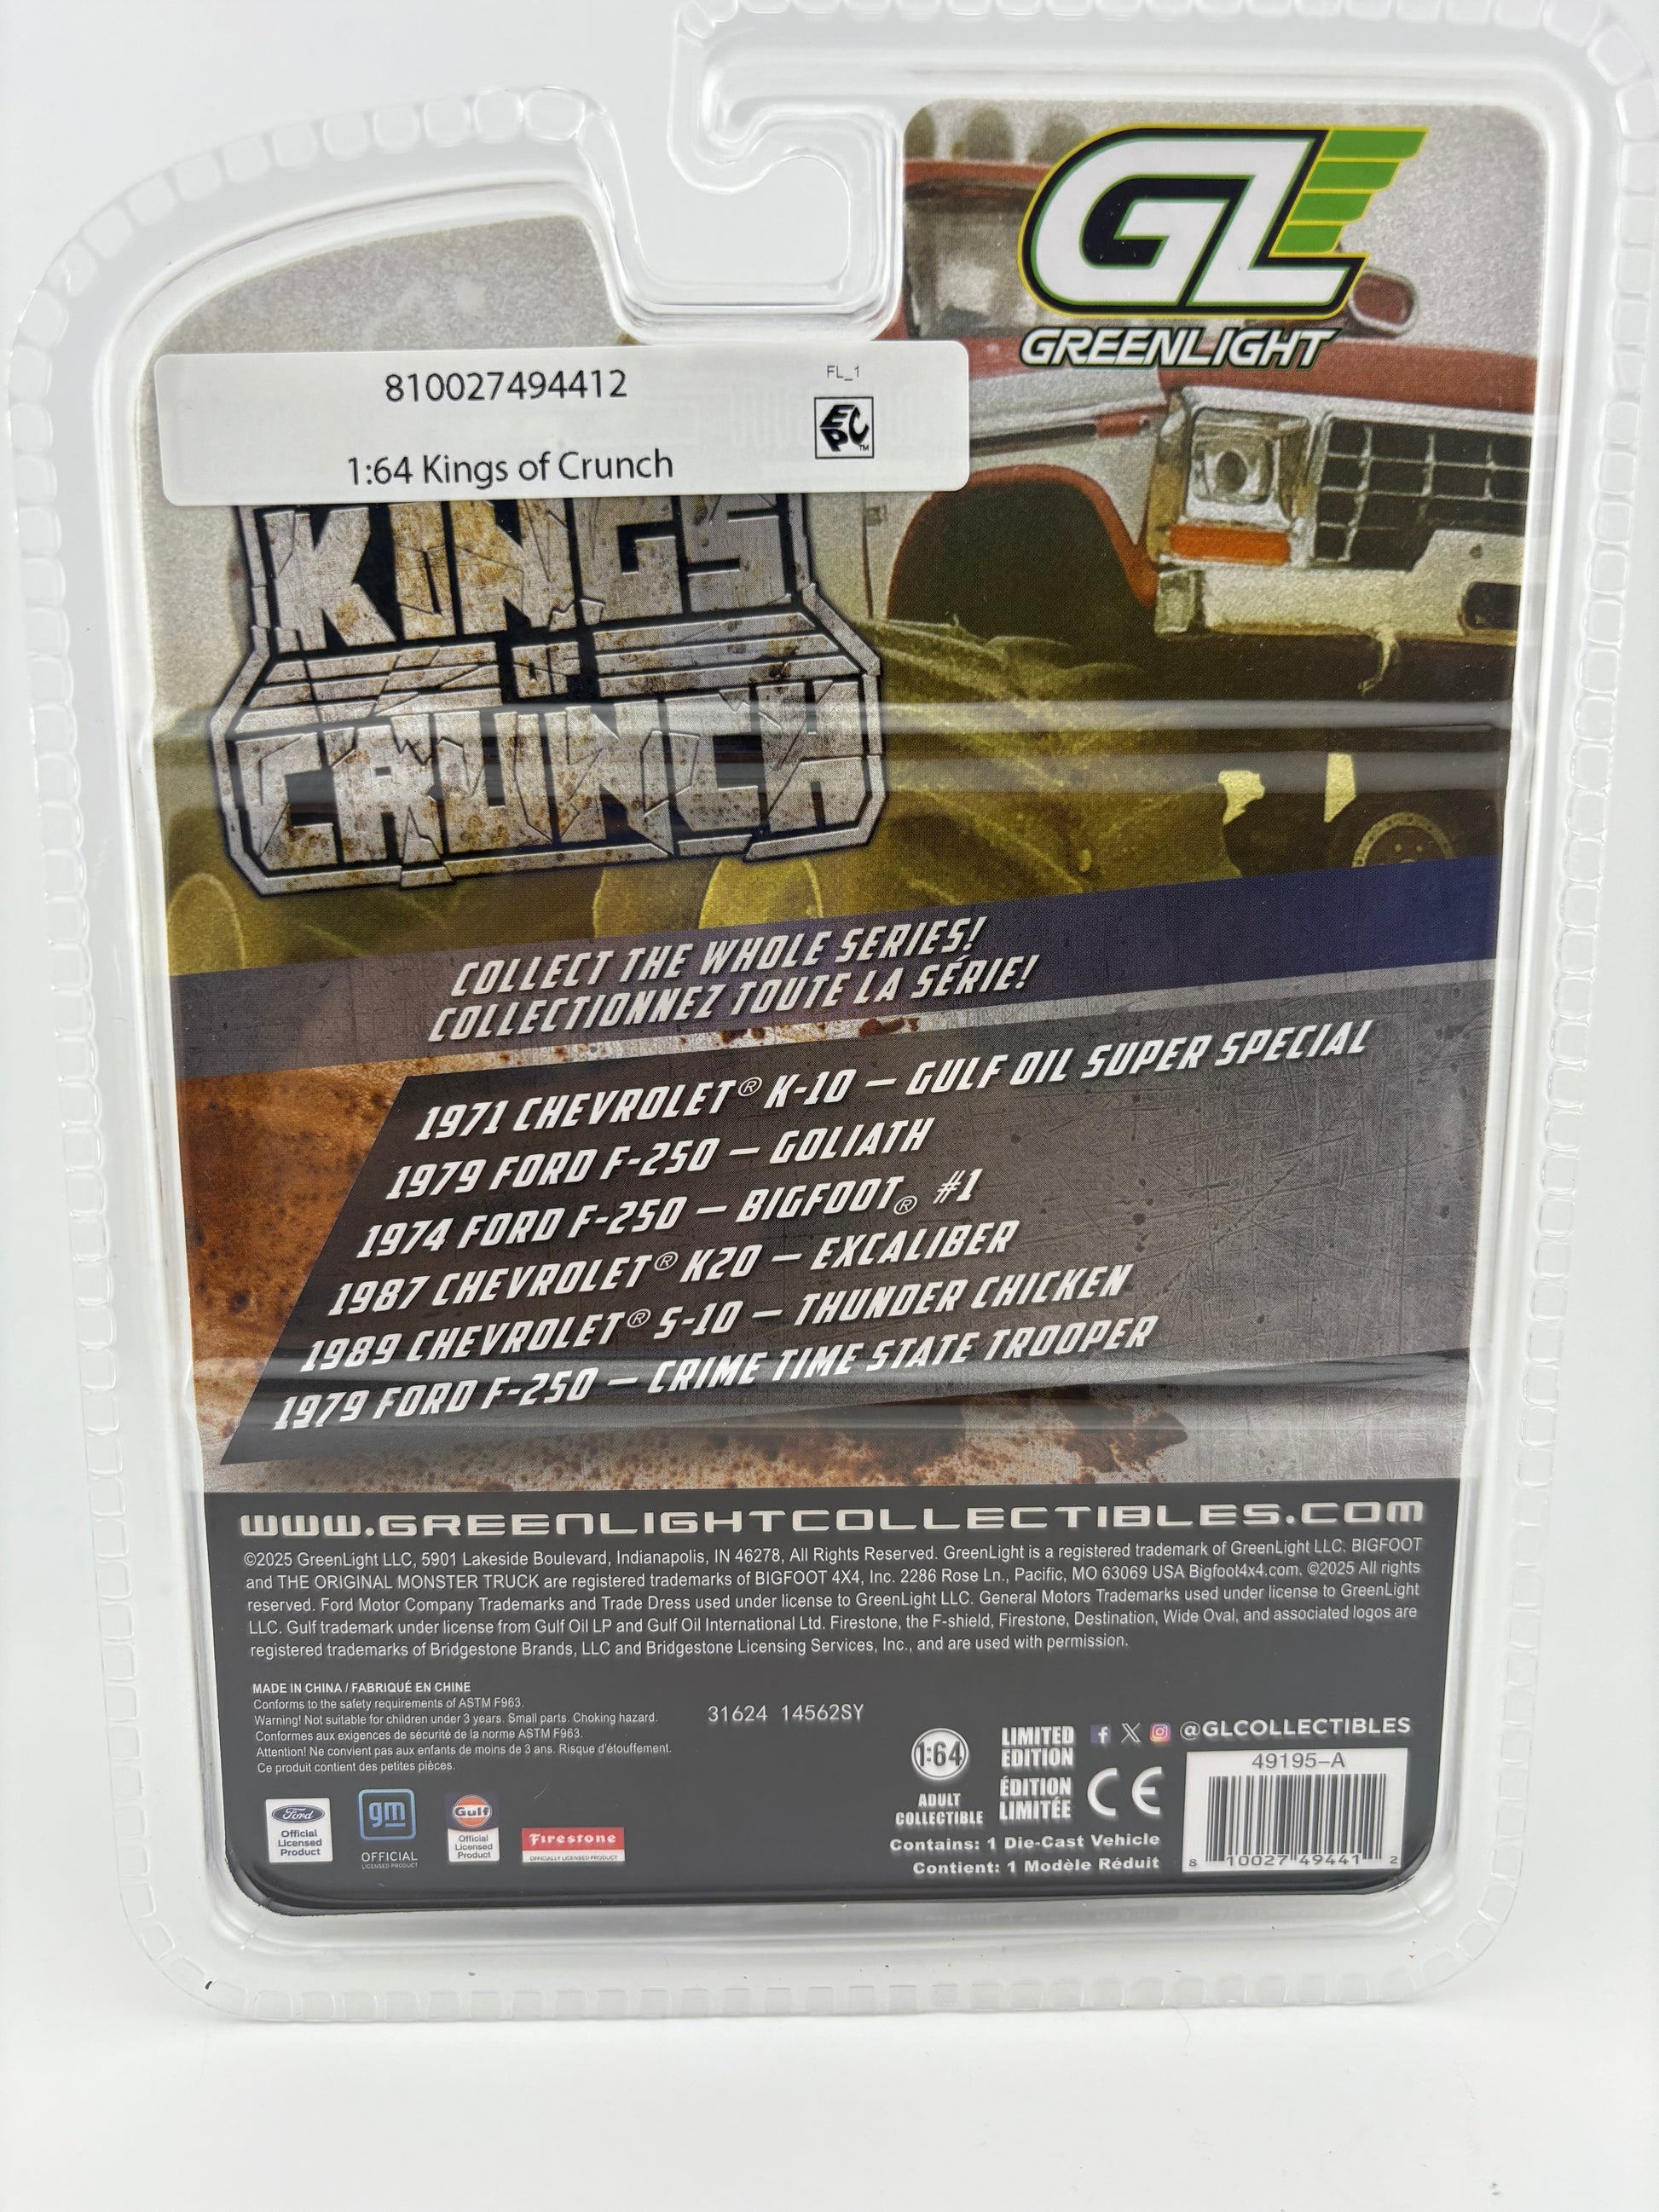 GL
GREENLIGHT
810027494412
FL_1
EPC™
1:64 Kings of Crunch
KINGS
OF
CRUNCH
COLLECT THE WHOLE SERIES!
COLLECTIONNEZ TOUTE LA SÉRIE!
1971 CHEVROLET® K-10 – GULF OIL SUPER SPECIAL
1979 FORD F-250 – GOLIATH
1974 FORD F-250 – BIGFOOT® #1
1987 CHEVROLET® K20 – EXCALIBER
1989 CHEVROLET® S-10 – THUNDER CHICKEN
1979 FORD F-250 – CRIME TIME STATE TROOPER
WWW.GREENLIGHTCOLLECTIBLES.COM
©2025 GreenLight LLC, 5901 Lakeside Boulevard, Indianapolis, IN 46278, All Rights Reserved. GreenLight is a registered trademark of GreenLight LLC. BIGFOOT
and THE ORIGINAL MONSTER TRUCK are registered trademarks of BIGFOOT 4X4, Inc. 2286 Rose Ln., Pacific, MO 63069 USA Bigfoot4x4.com. ©2025 All rights
reserved. Ford Motor Company Trademarks and Trade Dress used under license to GreenLight LLC. General Motors Trademarks used under license to GreenLight
LLC. Gulf trademark under license from Gulf Oil LP and Gulf Oil International Ltd. Firestone, the F-shield, Firestone, Destination, Wide Oval, and associated logos are
registered trademarks of Bridgestone Brands, LLC and Bridgestone Licensing Services, Inc., and are used with permission.
MADE IN CHINA / FABRIQUÉ EN CHINE
Conforms to the safety requirements of ASTM F963.
Warning! Not suitable for children under 3 years. Small parts. Choking hazard.
Conformes aux exigences de sécurité de la norme ASTM F963.
Attention! Ne convient pas aux enfants de moins de 3 ans. Risque d'étouffement.
Ce produit contient des petites pièces.
31624 14562SY
Ford
Official
Licensed
Product
gm
OFFICIAL
LICENSED PRODUCT
Gulf
Official
Licensed
Product
Firestone
OFFICIALLY LICENSED PRODUCT
1:64
ADULT
COLLECTIBLE
LIMITED
EDITION
ÉDITION
LIMITÉE
CE
@GLCOLLECTIBLES
Contains: 1 Die-Cast Vehicle
Contient: 1 Modèle Réduit
49195-A
8 10027 49441 2